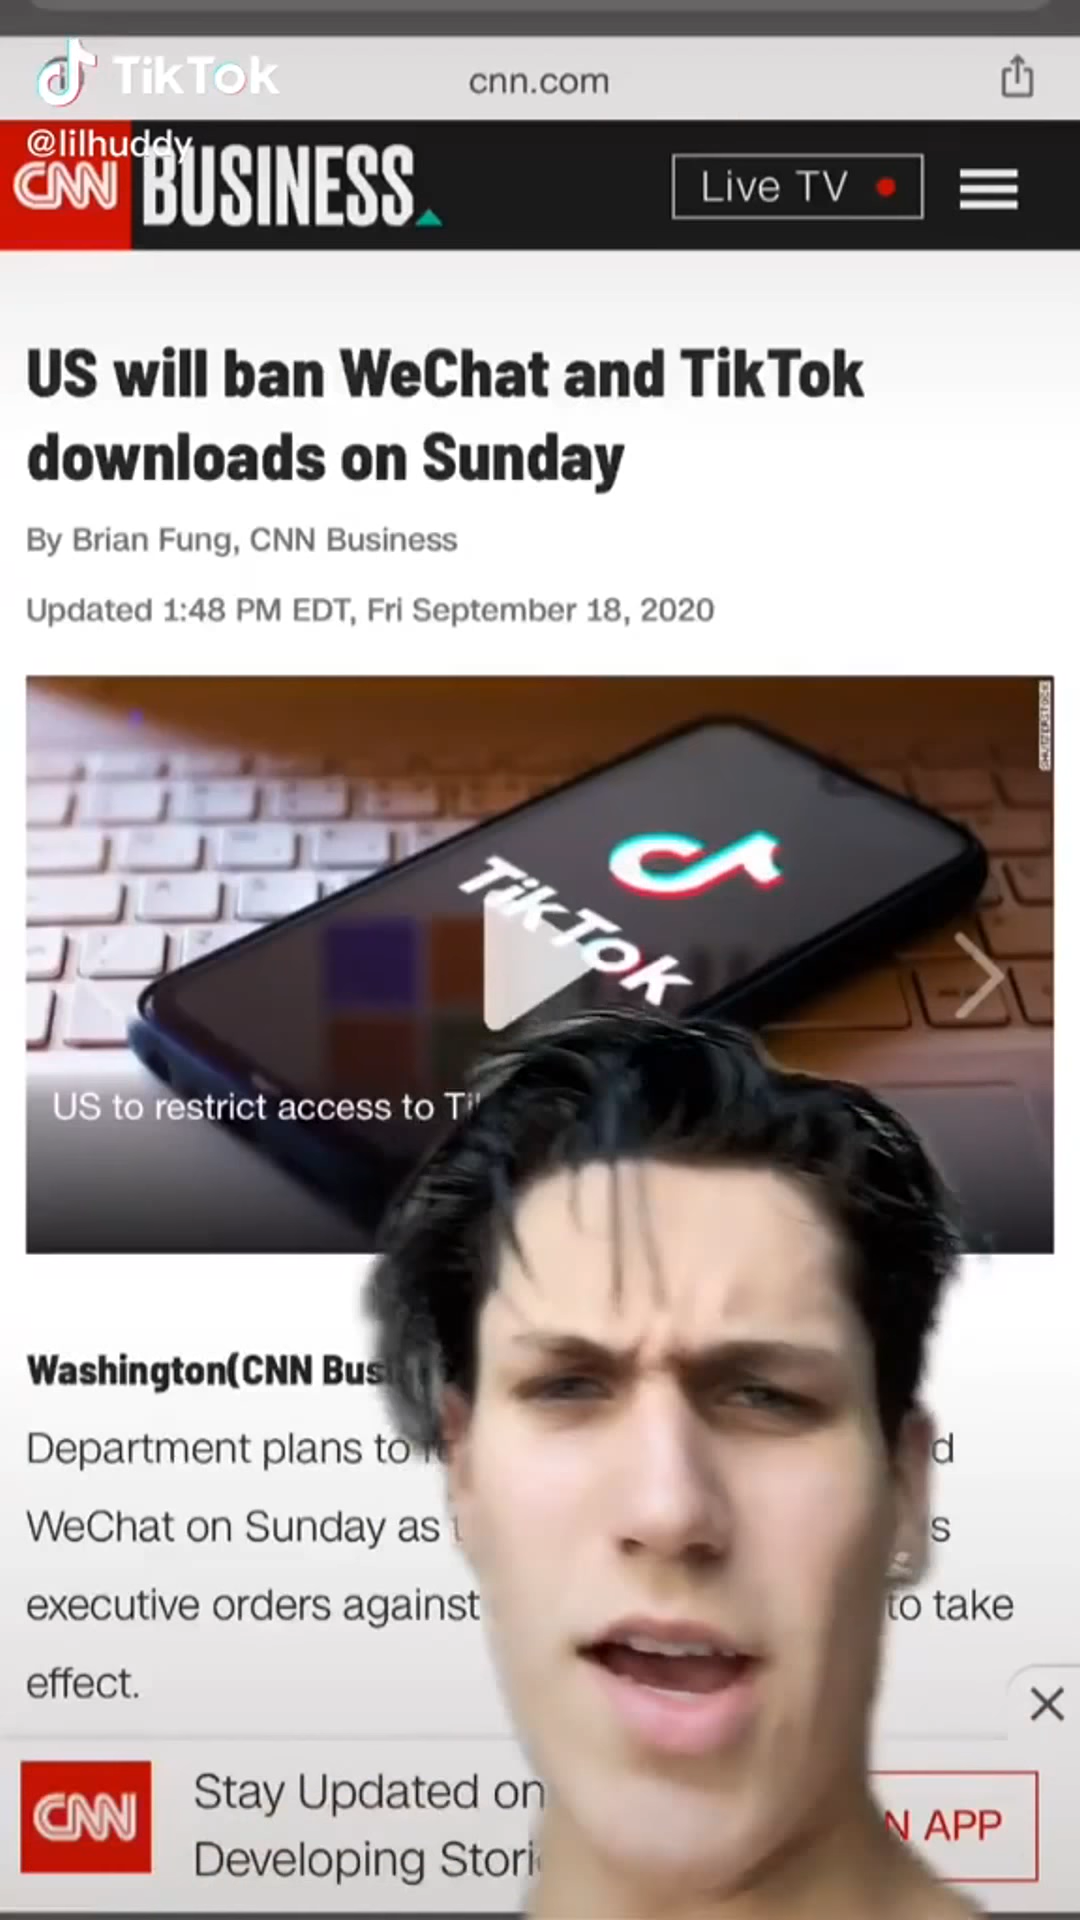 TikTok
cnn.com
@lilhuddy
CNN BUSINESS
Live TV
US will ban WeChat and TikTok
downloads on Sunday
By Brian Fung, CNN Business
Updated 1:48 PM EDT, Fri September 18, 2020
SHUTTERSTOCK
TikTok
US to restrict access to
Washington(CNN
Department plans to
WeChat on Sunday as
executive orders against to take
effect.
CNN
Stay Updated on
Developing
APP